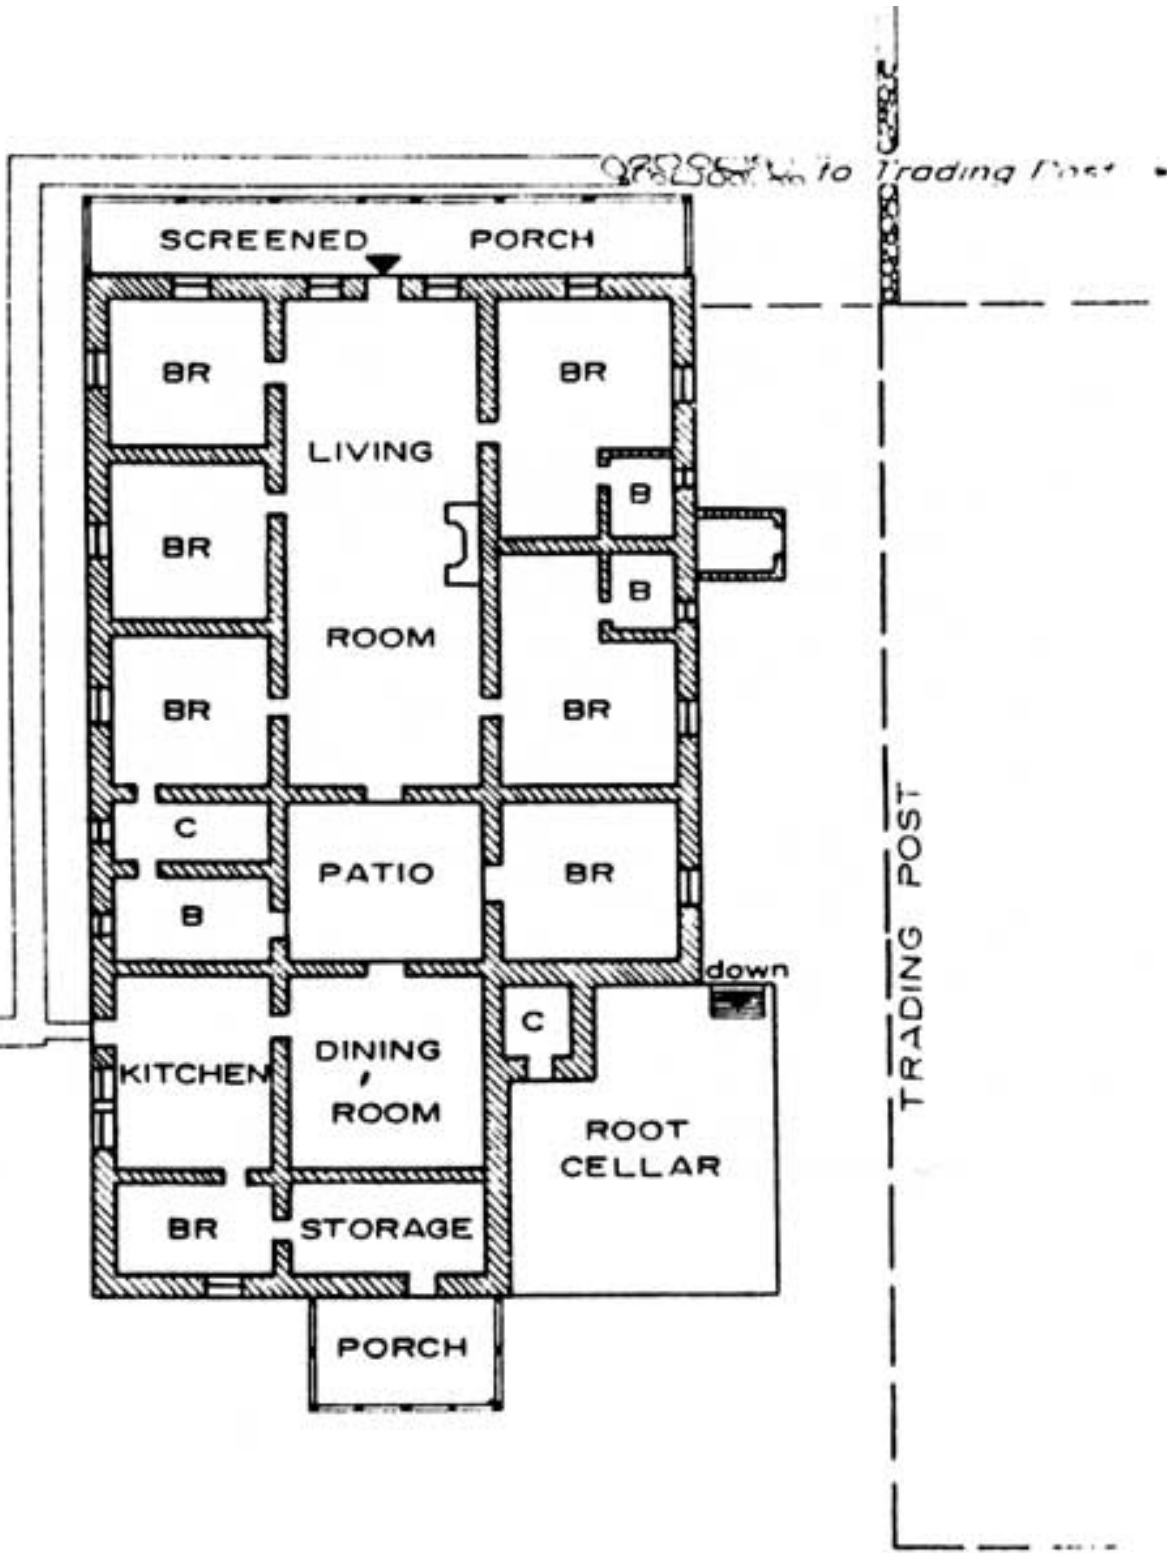 to Trading Post
SCREENED PORCH
BR
BR
LIVING
B
BR
B
ROOM
BR
BR
C
PATIO
BR
B
down
C
DINING
KITCHEN
ROOM
ROOT
CELLAR
BR
STORAGE
PORCH
TRADING POST